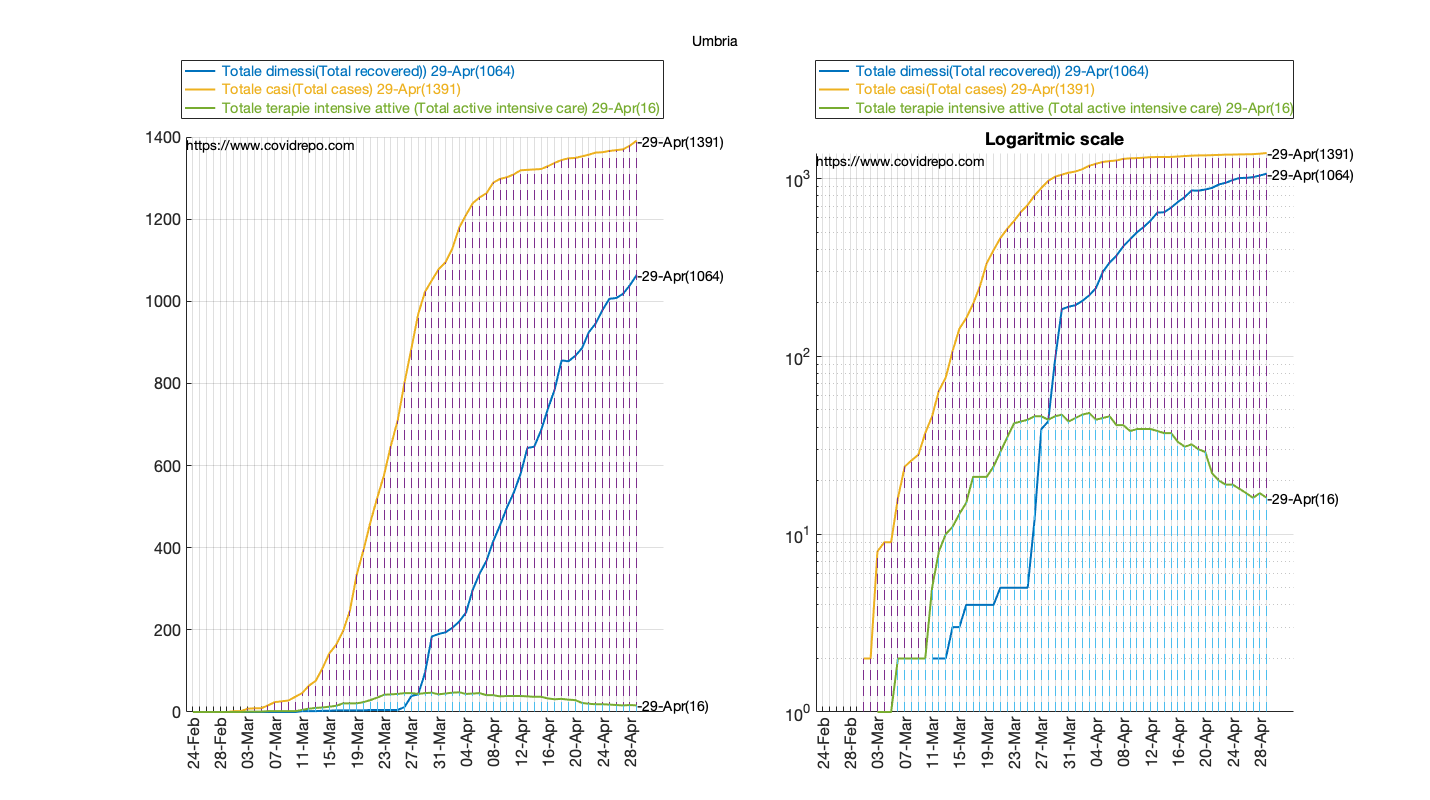 Umbria
Totale dimessi(Total recovered)) 29-Apr(1064)
Totale casi(Total cases) 29-Apr(1391)
Totale terapie intensive attive (Total active intensive care) 29-Apr(16)
1400
1200
1000
800
600
400
200
0
https://www.covidrepo.com
-29-Apr(1391)
-29-Apr(1064)
-29-Apr(16)
24-Feb
28-Feb
03-Mar
07-Mar
11-Mar
15-Mar
19-Mar
23-Mar
27-Mar
31-Mar
04-Apr
08-Apr
12-Apr
16-Apr
20-Apr
24-Apr
28-Apr
Totale dimessi(Total recovered)) 29-Apr(1064)
Totale casi(Total cases) 29-Apr(1391)
Totale terapie intensive attive (Total active intensive care) 29-Apr(16)
Logaritmic scale
https://www.covidrepo.com
10³
10²
10¹
10⁰
-29-Apr(1391)
-29-Apr(1064)
-29-Apr(16)
24-Feb
28-Feb
03-Mar
07-Mar
11-Mar
15-Mar
19-Mar
23-Mar
27-Mar
31-Mar
04-Apr
08-Apr
12-Apr
16-Apr
20-Apr
24-Apr
28-Apr